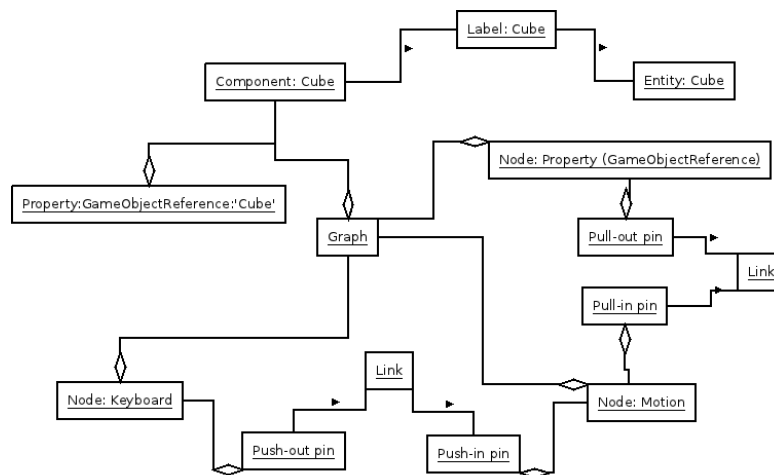 Label: Cube
Component: Cube
Entity: Cube
Node: Property (GameObjectReference)
Property:GameObjectReference:'Cube'
Graph
Pull-out pin
Link
Pull-in pin
Link
Node: Keyboard
Node: Motion
Push-out pin
Push-in pin